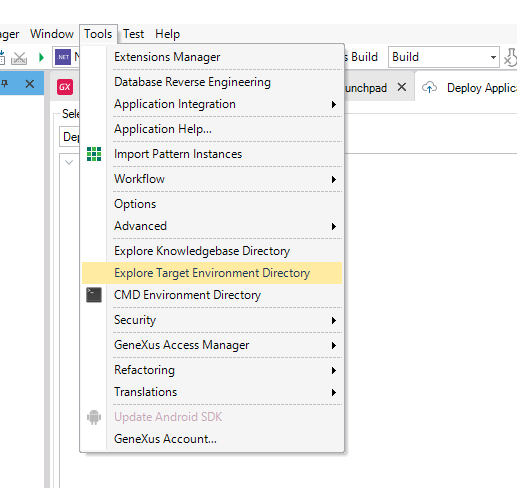 ager Window Tools Test Help
NET N
s Build Build
GX
unchpad
Deploy Applica
Sele
Dep
Extensions Manager
Database Reverse Engineering
Application Integration
Application Help...
Import Pattern Instances
Workflow
Options
Advanced
Explore Knowledgebase Directory
Explore Target Environment Directory
CMD Environment Directory
Security
GeneXus Access Manager
Refactoring
Translations
Update Android SDK
GeneXus Account...